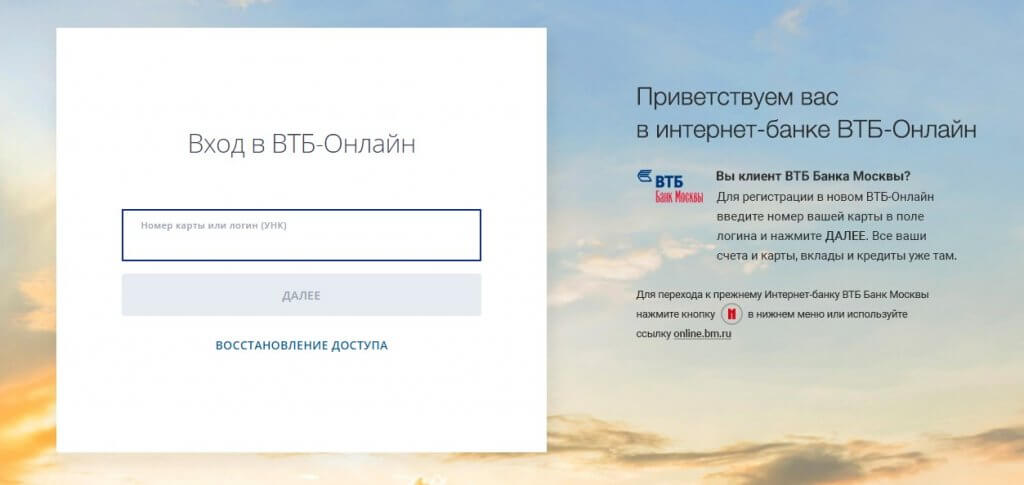 Вход в ВТБ-Онлайн
Номер карты или логин (УНК)
ДАЛЕЕ
ВОССТАНОВЛЕНИЕ ДОСТУПА
Приветствуем вас
в интернет-банке ВТБ-Онлайн
ВТБ
Банк Москвы
Вы клиент ВТБ Банка Москвы?
Для регистрации в новом ВТБ-Онлайн
введите номер вашей карты в поле
логина и нажмите ДАЛЕЕ. Все ваши
счета и карты, вклады и кредиты уже там.
Для перехода к прежнему Интернет-банку ВТБ Банк Москвы
нажмите кнопку М в нижнем меню или используйте
ссылку online.bm.ru